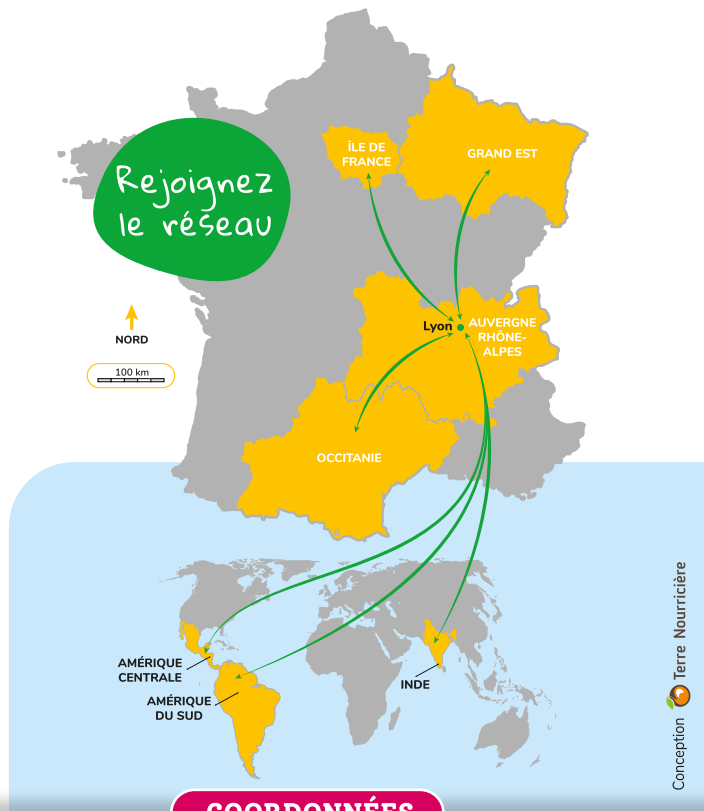 ÎLE DE
FRANCE
GRAND EST
Rejoignez
le réseau
NORD
100 km
Lyon
AUVERGNE
RHÔNE-
ALPES
OCCITANIE
AMÉRIQUE
CENTRALE
AMÉRIQUE
DU SUD
INDE
Conception Terre Nourricière
COORDONNÉES